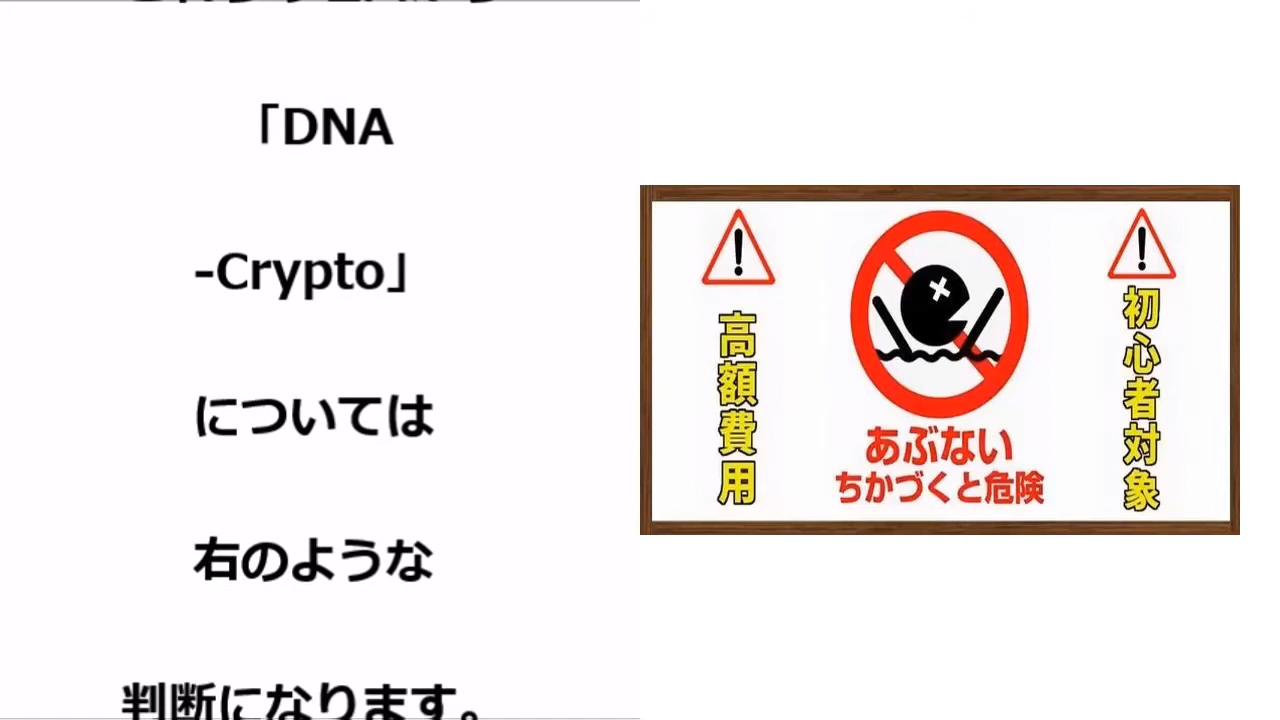 「DNA
-Crypto」
については
右のような
判断になります。
高額費用
あぶない
ちかづくと危険
初心者対象